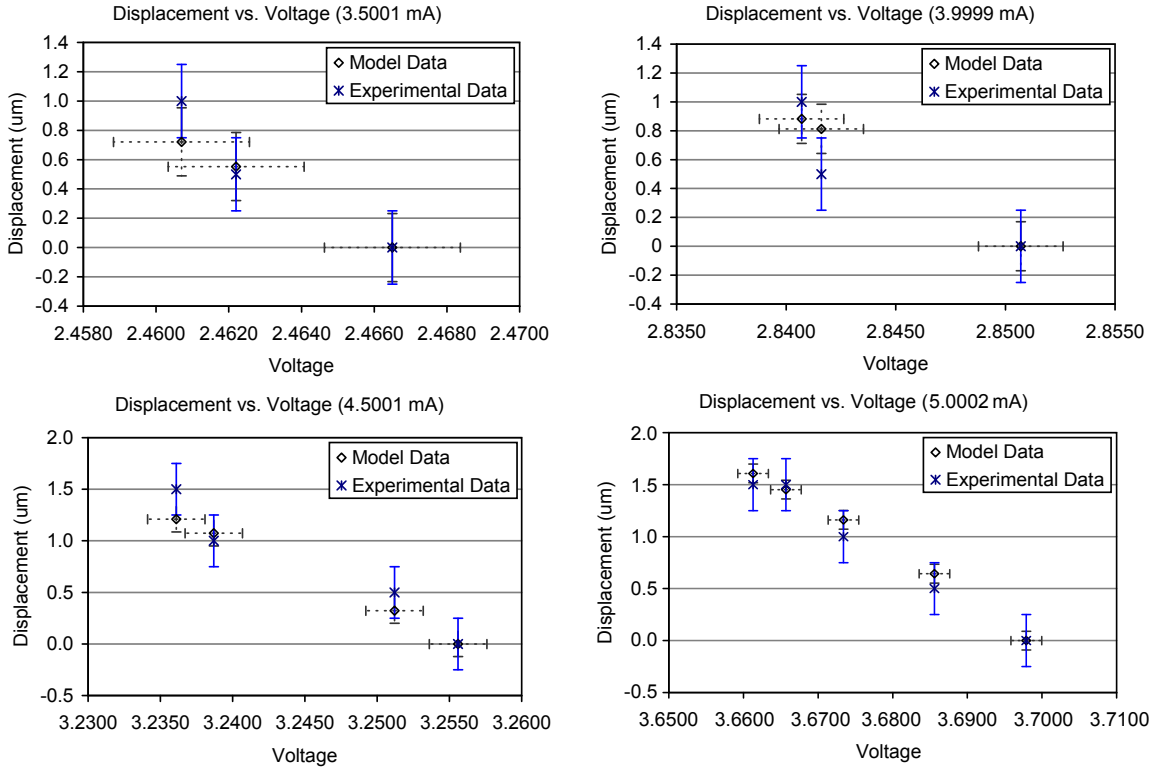 Displacement vs. Voltage (3.5001 mA)
1.4
1.2
1.0
0.8
0.6
0.4
0.2
0.0
-0.2
-0.4
2.4580 2.4600 2.4620 2.4640 2.4660 2.4680 2.4700
Voltage
Displacement (um)
Model Data
Experimental Data
Displacement vs. Voltage (3.9999 mA)
1.4
1.2
1
0.8
0.6
0.4
0.2
0
-0.2
-0.4
2.8350 2.8400 2.8450 2.8500 2.8550
Voltage
Displacement (um)
Model Data
Experimental Data
Displacement vs. Voltage (4.5001 mA)
2.0
1.5
1.0
0.5
0.0
-0.5
3.2300 3.2350 3.2400 3.2450 3.2500 3.2550 3.2600
Voltage
Displacement (um)
Model Data
Experimental Data
Displacement vs. Voltage (5.0002 mA)
2.0
1.5
1.0
0.5
0.0
-0.5
3.6500 3.6600 3.6700 3.6800 3.6900 3.7000 3.7100
Voltage
Displacement (um)
Model Data
Experimental Data